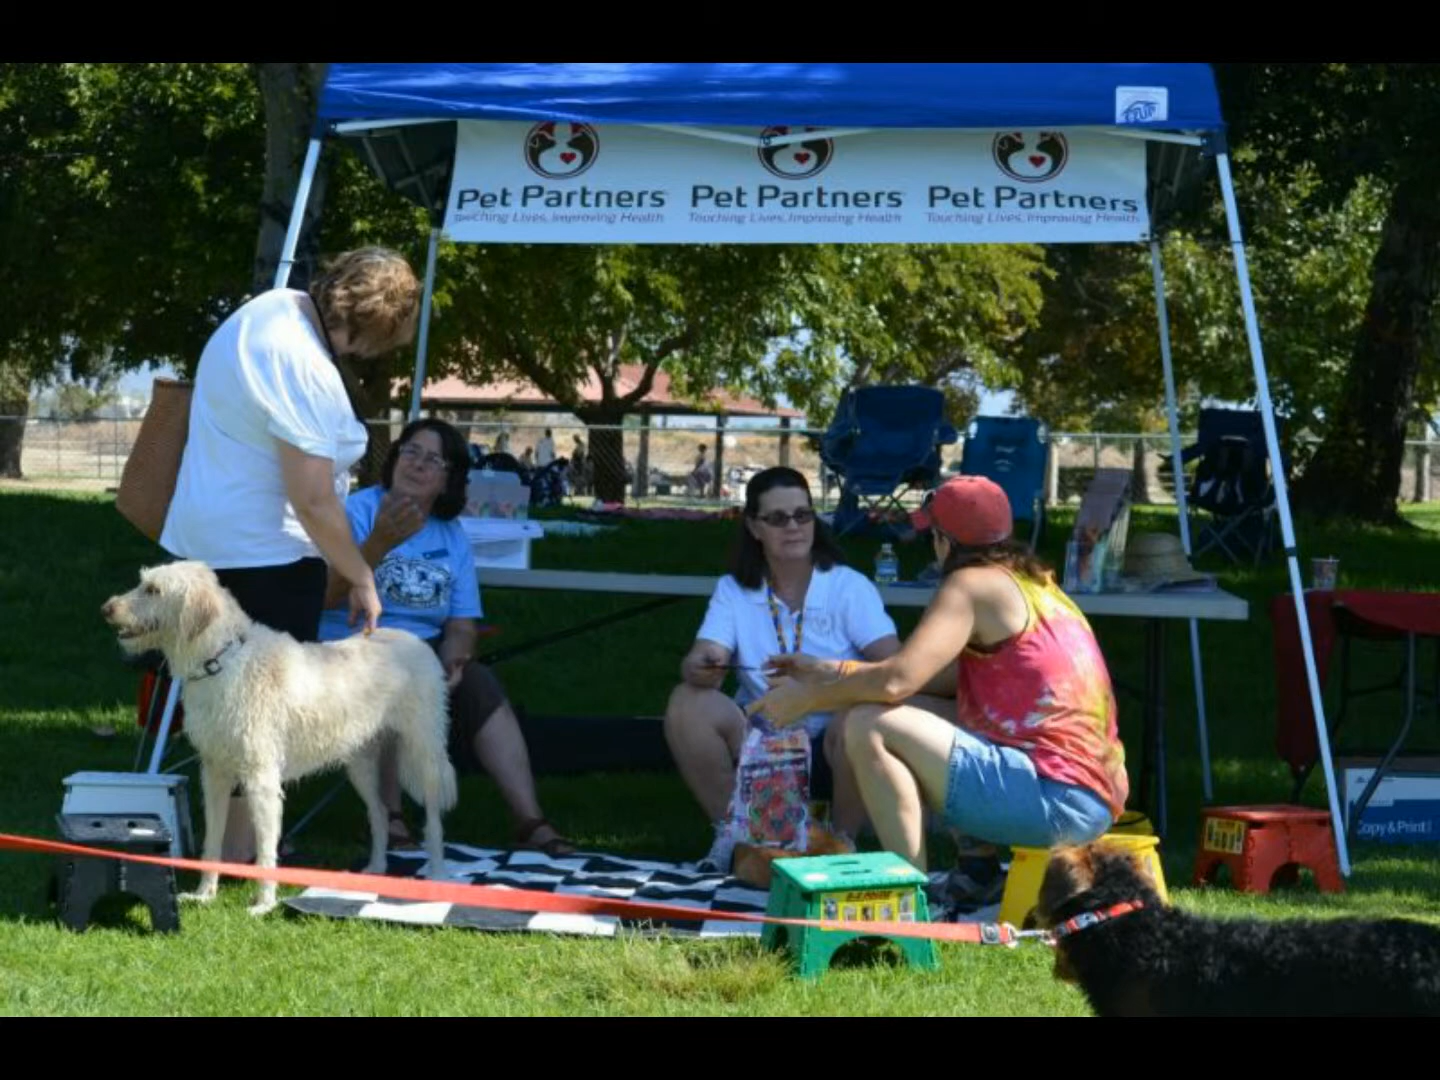 Pet Partners Pet Partners Pet Partners
Touching Lives, Improving Health Touching Lives, Improving Health Touching Lives, Improving Health
Copy & Print